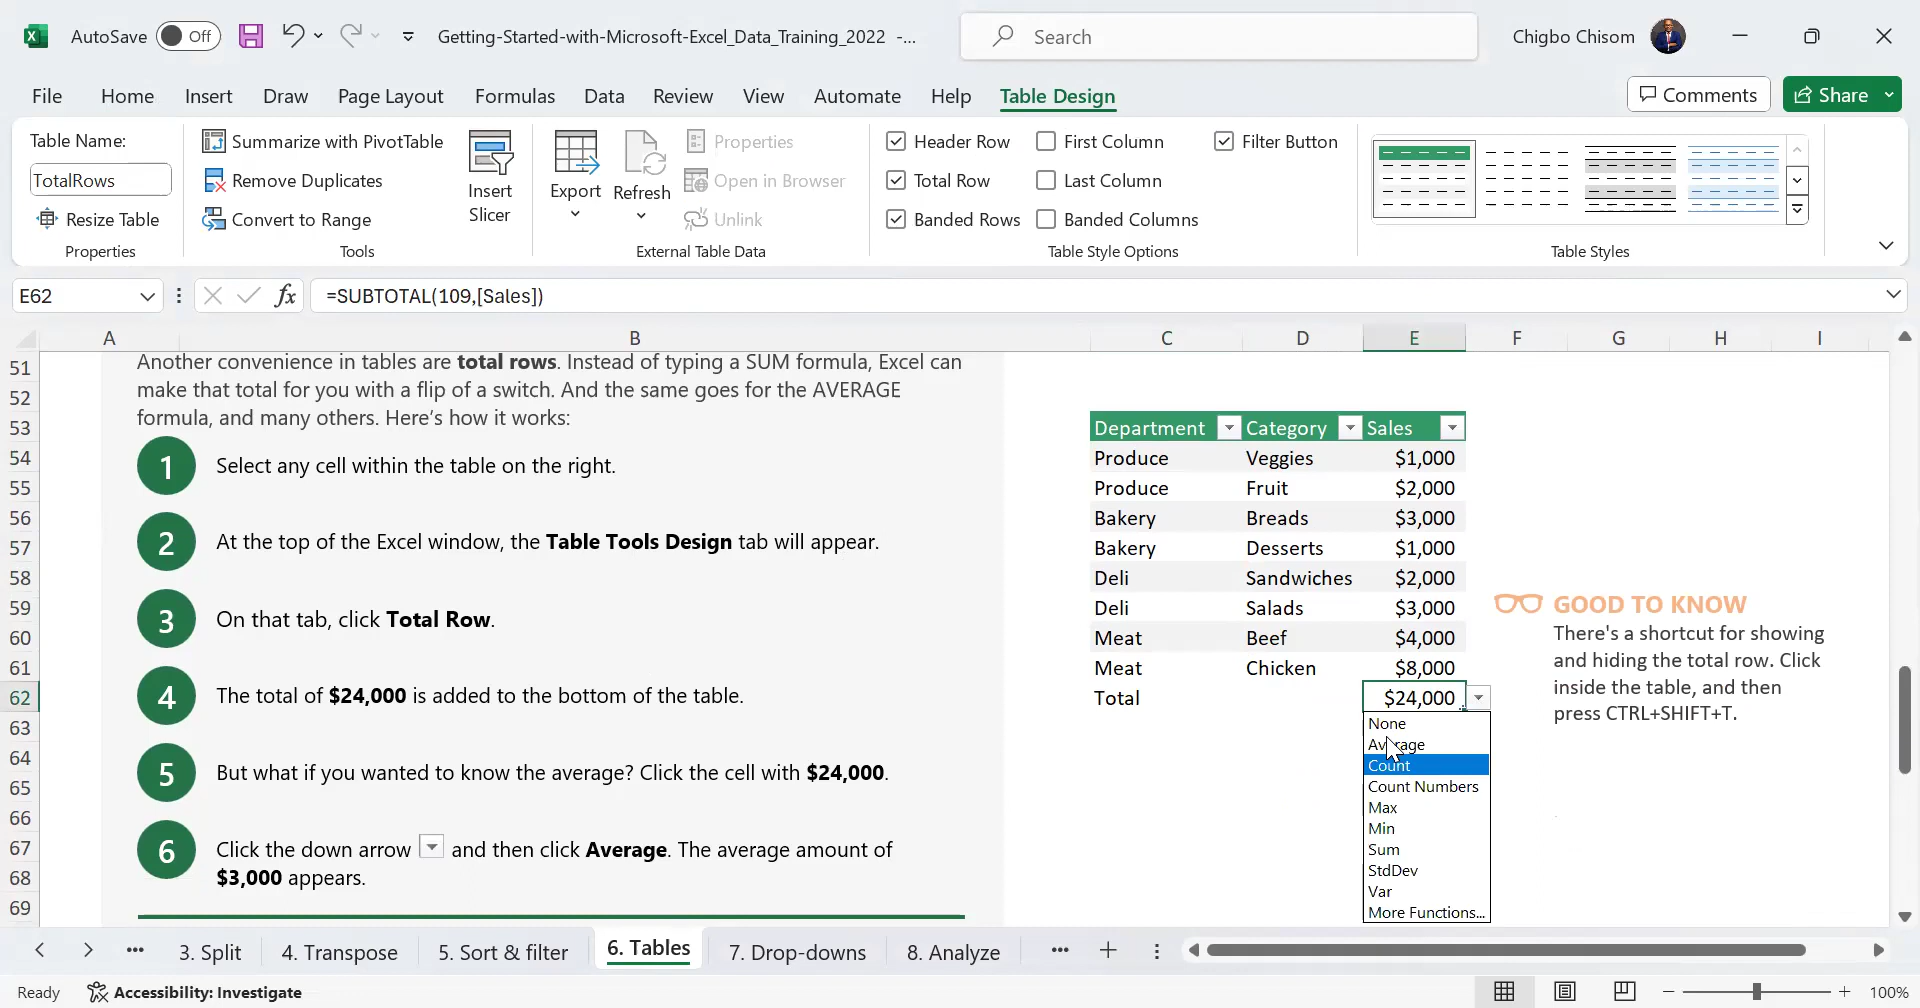 AutoSave Off Getting-Started-with-Microsoft-Excel_Data_Training_2022 -... Search Chigbo Chisom
File Home Insert Draw Page Layout Formulas Data Review View Automate Help Table Design Comments Share
Table Name:
TotalRows
Resize Table
Properties
Summarize with PivotTable
Remove Duplicates
Convert to Range
Tools
Insert
Slicer
Export
Refresh
Properties
Open in Browser
Unlink
External Table Data
Header Row First Column Filter Button
Total Row Last Column
Banded Rows Banded Columns
Table Style Options
Table Styles
E62 fx =SUBTOTAL(109,[Sales])
A B C D E F G H I
51
52
53
54
55
56
57
58
59
60
61
62
63
64
65
66
67
68
69
Another convenience in tables are total rows. Instead of typing a SUM formula, Excel can
make that total for you with a flip of a switch. And the same goes for the AVERAGE
formula, and many others. Here's how it works:
1 Select any cell within the table on the right.
2 At the top of the Excel window, the Table Tools Design tab will appear.
3 On that tab, click Total Row.
4 The total of $24,000 is added to the bottom of the table.
5 But what if you wanted to know the average? Click the cell with $24,000.
6 Click the down arrow and then click Average. The average amount of
$3,000 appears.
Department Category Sales
Produce Veggies $1,000
Produce Fruit $2,000
Bakery Breads $3,000
Bakery Desserts $1,000
Deli Sandwiches $2,000
Deli Salads $3,000
Meat Beef $4,000
Meat Chicken $8,000
Total $24,000
None
Average
Count
Count Numbers
Max
Min
Sum
StdDev
Var
More Functions...
GOOD TO KNOW
There's a shortcut for showing
and hiding the total row. Click
inside the table, and then
press CTRL+SHIFT+T.
3. Split 4. Transpose 5. Sort & filter 6. Tables 7. Drop-downs 8. Analyze
Ready Accessibility: Investigate 100%